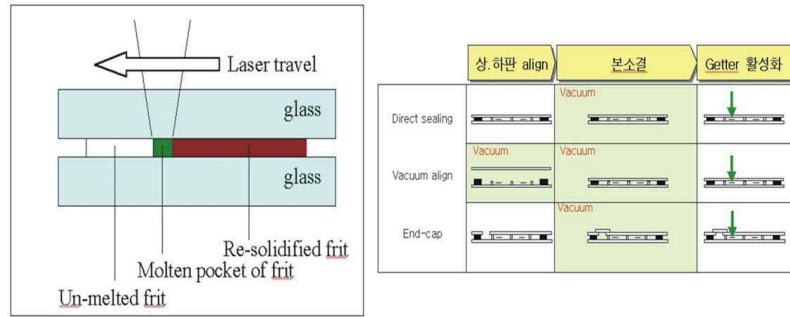 Laser travel
glass
glass
Re-solidified frit
Molten pocket of frit
Un-melted frit
상.하판 align
본소결
Getter 활성화
Direct sealing
Vacuum
Vacuum align
Vacuum
Vacuum
End-cap
Vacuum